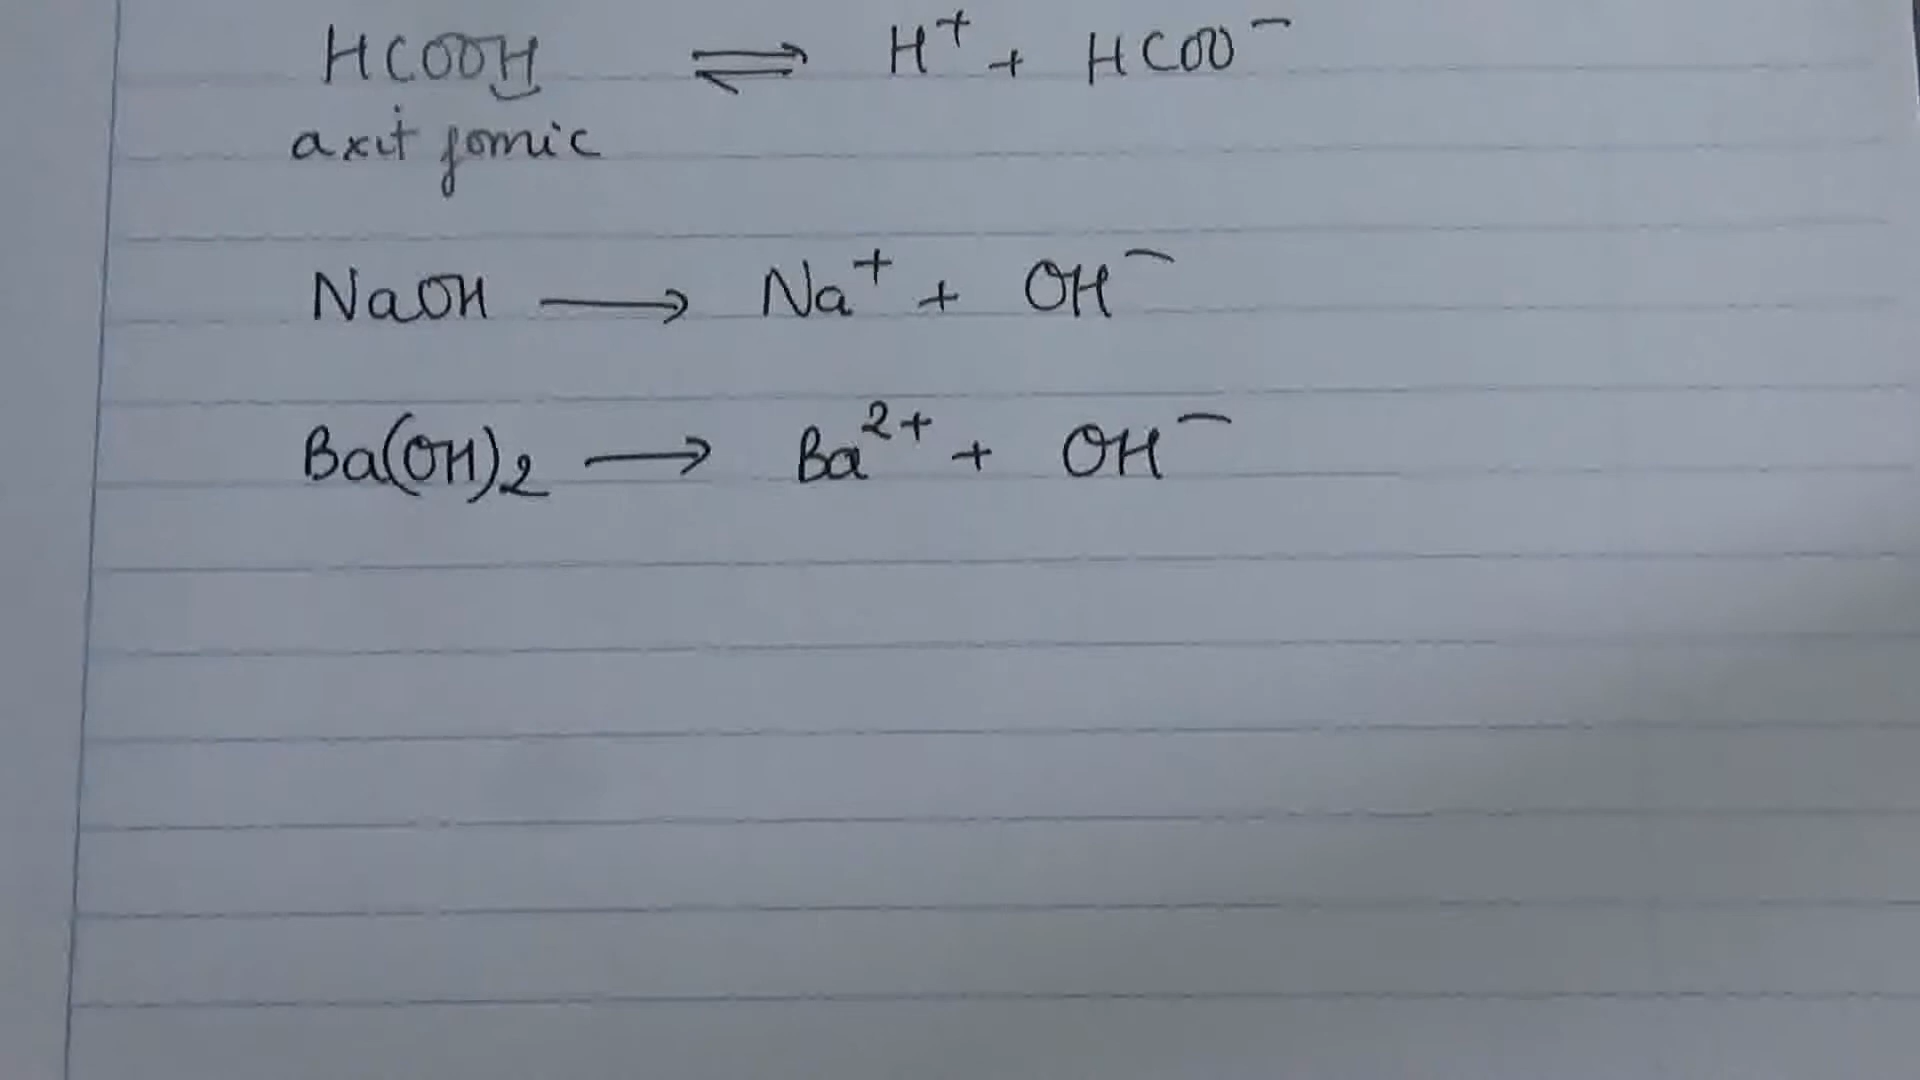 HCOOH ⇌ H⁺ + HCOO⁻
axit fomic
NaOH ⟶ Na⁺ + OH⁻
Ba(OH)₂ ⟶ Ba²⁺ + OH⁻